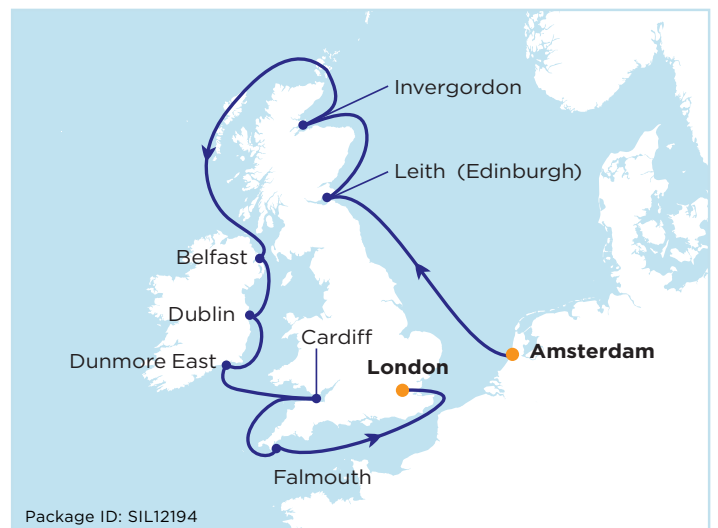 Invergordon
Leith (Edinburgh)
Belfast
Dublin
Cardiff
Dunmore East
London
Amsterdam
Falmouth
Package ID: SIL12194